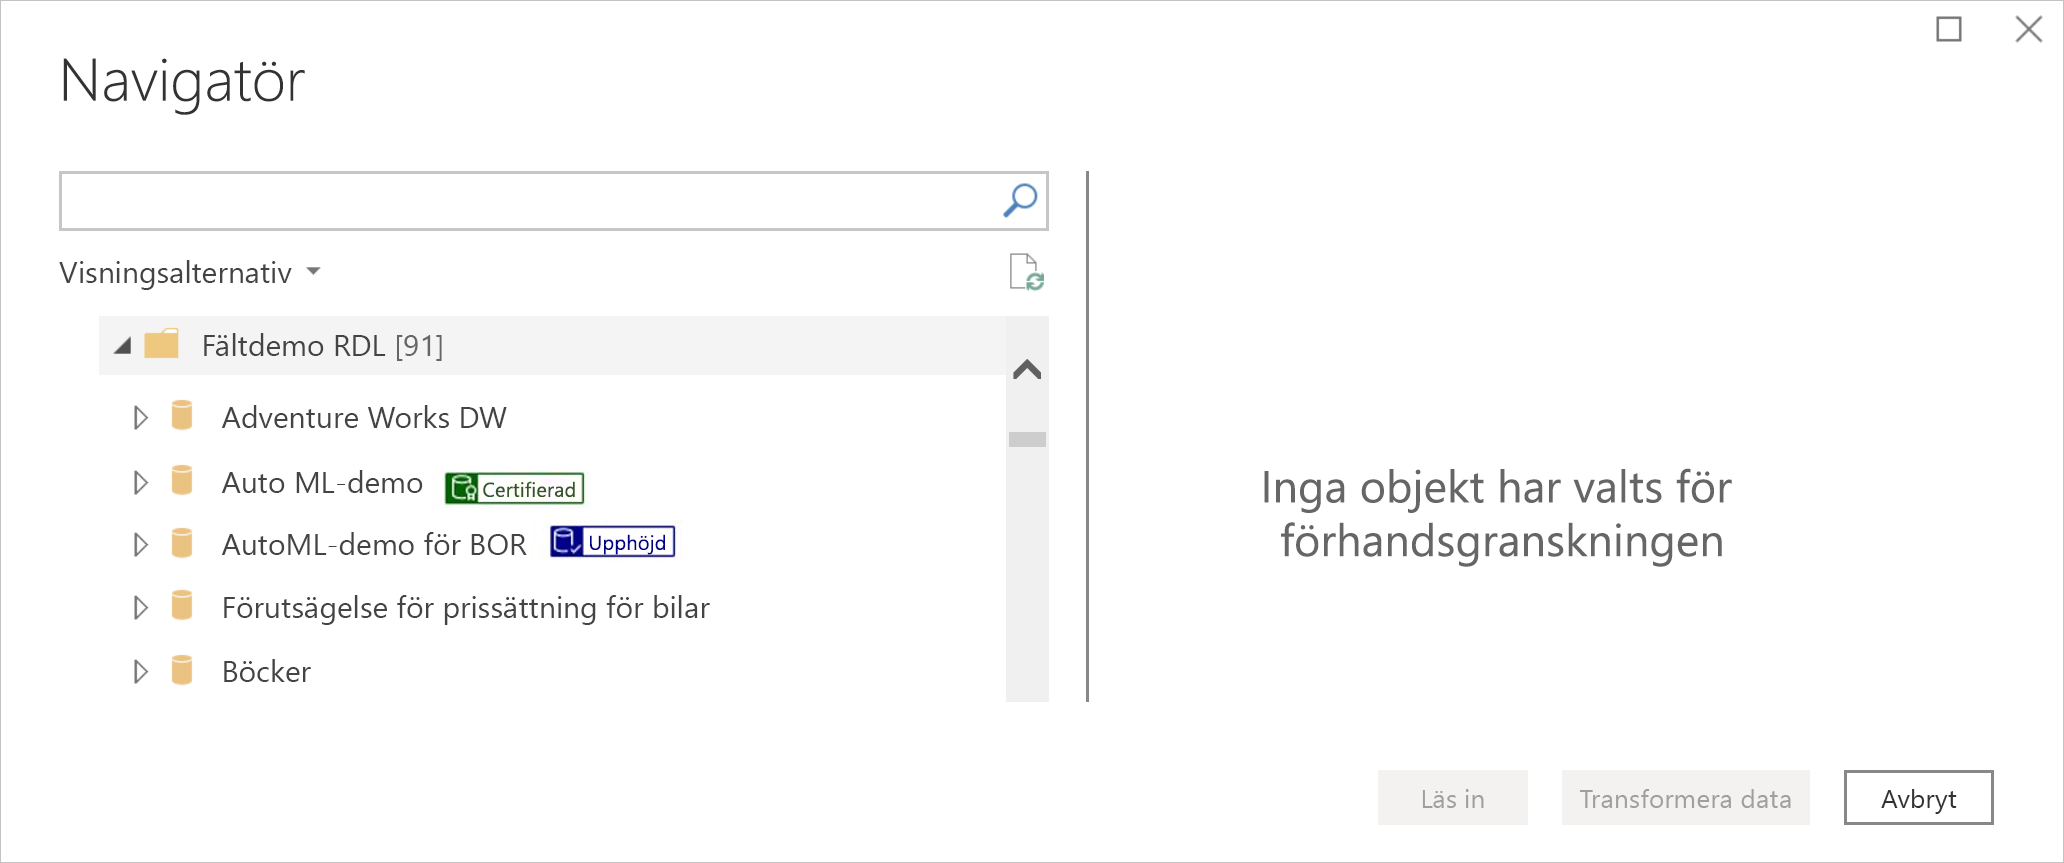 Navigatör
Visningsalternativ
Fältdemo RDL [91]
Adventure Works DW
Auto ML-demo Certifierad
AutoML-demo för BOR Upphöjd
Förutsägelse för prissättning för bilar
Böcker
Inga objekt har valts för
förhandsgranskningen
Läs in Transformera data Avbryt